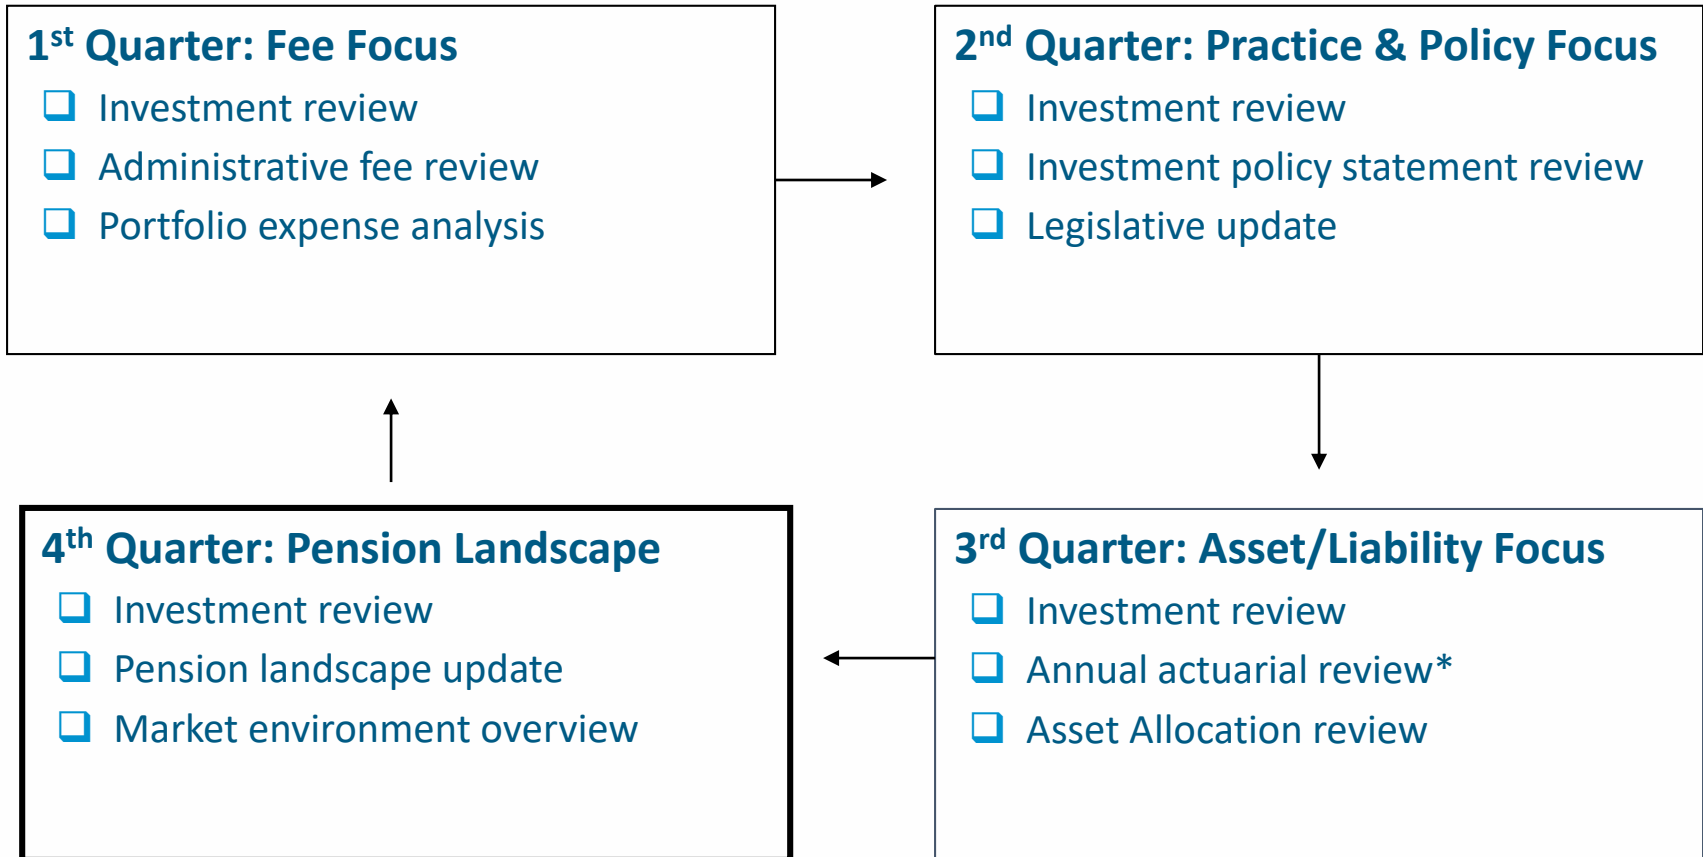 1st Quarter: Fee Focus
Investment review
Administrative fee review
Portfolio expense analysis
2nd Quarter: Practice & Policy Focus
Investment review
Investment policy statement review
Legislative update
4th Quarter: Pension Landscape
Investment review
Pension landscape update
Market environment overview
3rd Quarter: Asset/Liability Focus
Investment review
Annual actuarial review*
Asset Allocation review